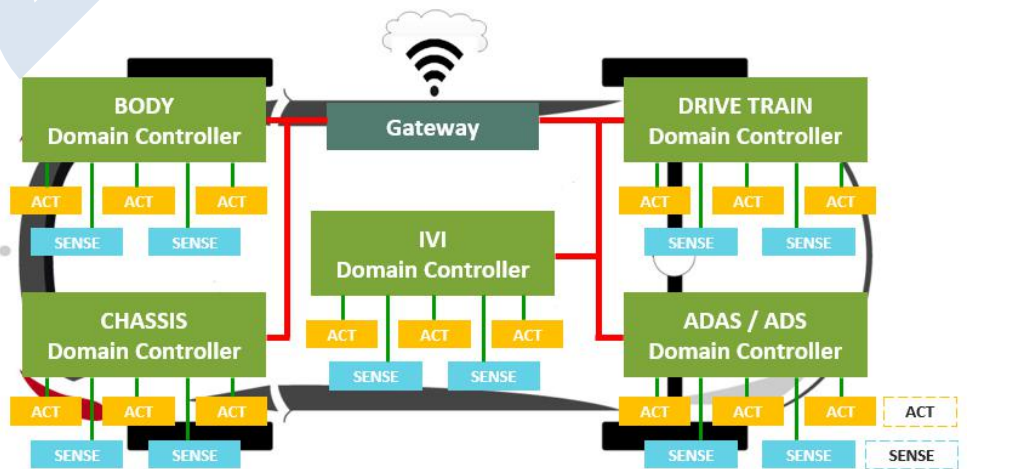 BODY
Domain Controller
Gateway
DRIVE TRAIN
Domain Controller
ACT ACT ACT
SENSE SENSE
ACT ACT ACT
SENSE SENSE
IVI
Domain Controller
ACT ACT ACT
SENSE SENSE
CHASSIS
Domain Controller
ACT ACT ACT
SENSE SENSE
ADAS / ADS
Domain Controller
ACT ACT ACT ACT
SENSE SENSE SENSE